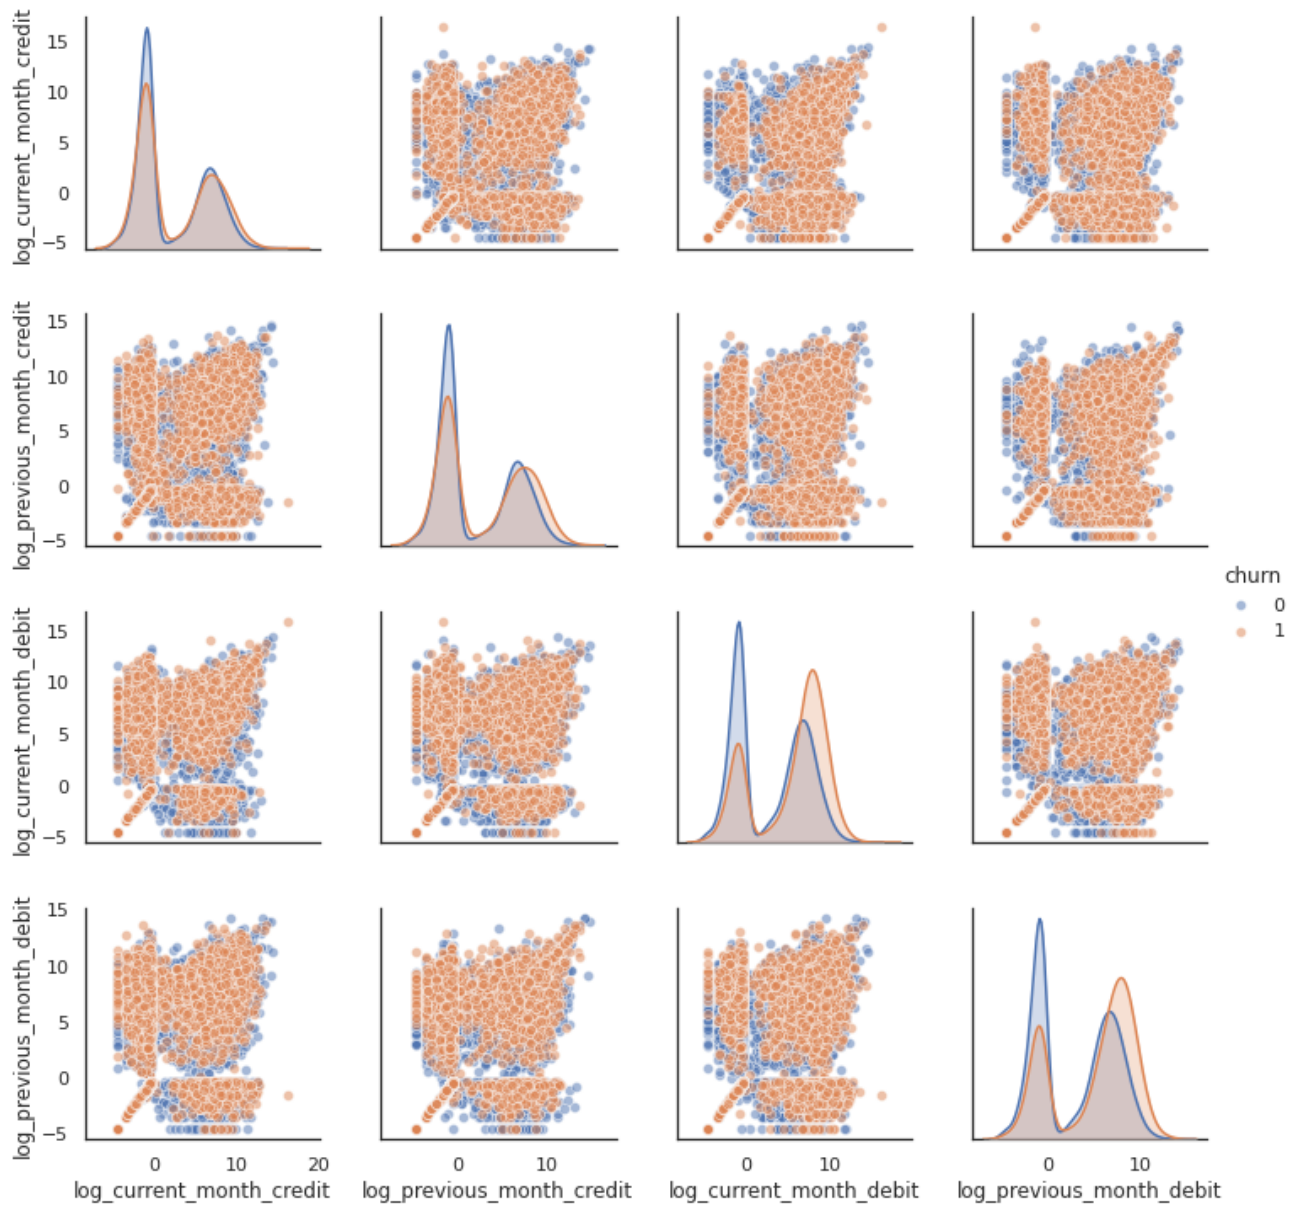 log_current_month_credit
15
10
5
0
−5
log_previous_month_credit
15
10
5
0
−5
churn
0
1
log_current_month_debit
15
10
5
0
−5
log_previous_month_debit
15
10
5
0
−5
0 10 20
0 10
0 10
0 10
log_current_month_credit
log_previous_month_credit
log_current_month_debit
log_previous_month_debit